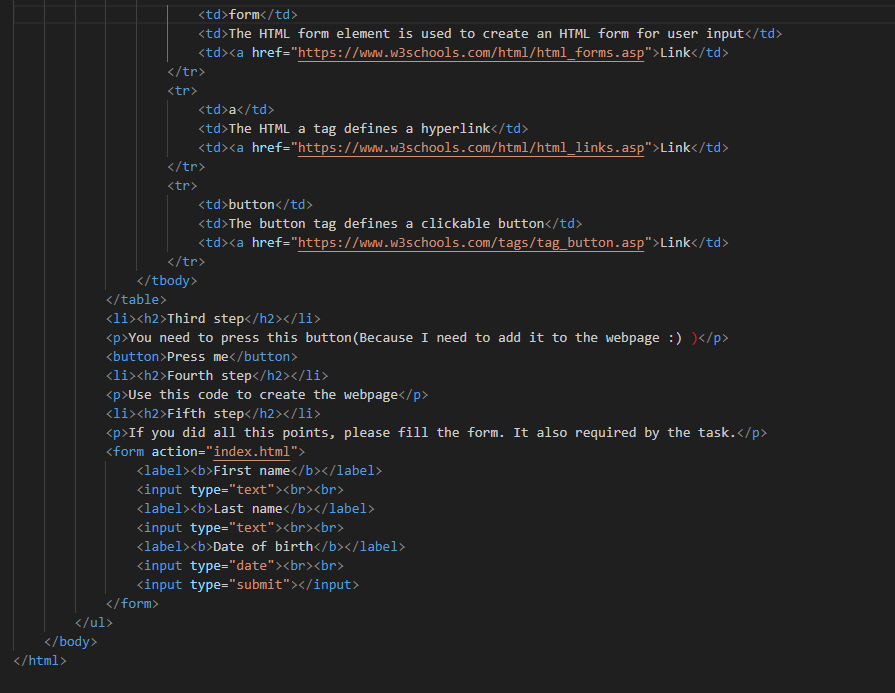 <td>form</td>
<td>The HTML form element is used to create an HTML form for user input</td>
<td><a href="https://www.w3schools.com/html/html_forms.asp">Link</td>
</tr>
<tr>
<td>a</td>
<td>The HTML a tag defines a hyperlink</td>
<td><a href="https://www.w3schools.com/html/html_links.asp">Link</td>
</tr>
<tr>
<td>button</td>
<td>The button tag defines a clickable button</td>
<td><a href="https://www.w3schools.com/tags/tag_button.asp">Link</td>
</tr>
</tbody>
</table>
<li><h2>Third step</h2></li>
<p>You need to press this button(Because I need to add it to the webpage :) )</p>
<button>Press me</button>
<li><h2>Fourth step</h2></li>
<p>Use this code to create the webpage</p>
<li><h2>Fifth step</h2></li>
<p>If you did all this points, please fill the form. It also required by the task.</p>
<form action="index.html">
<label><b>First name</b></label>
<input type="text"><br><br>
<label><b>Last name</b></label>
<input type="text"><br><br>
<label><b>Date of birth</b></label>
<input type="date"><br><br>
<input type="submit"></input>
</form>
</ul>
</body>
</html>